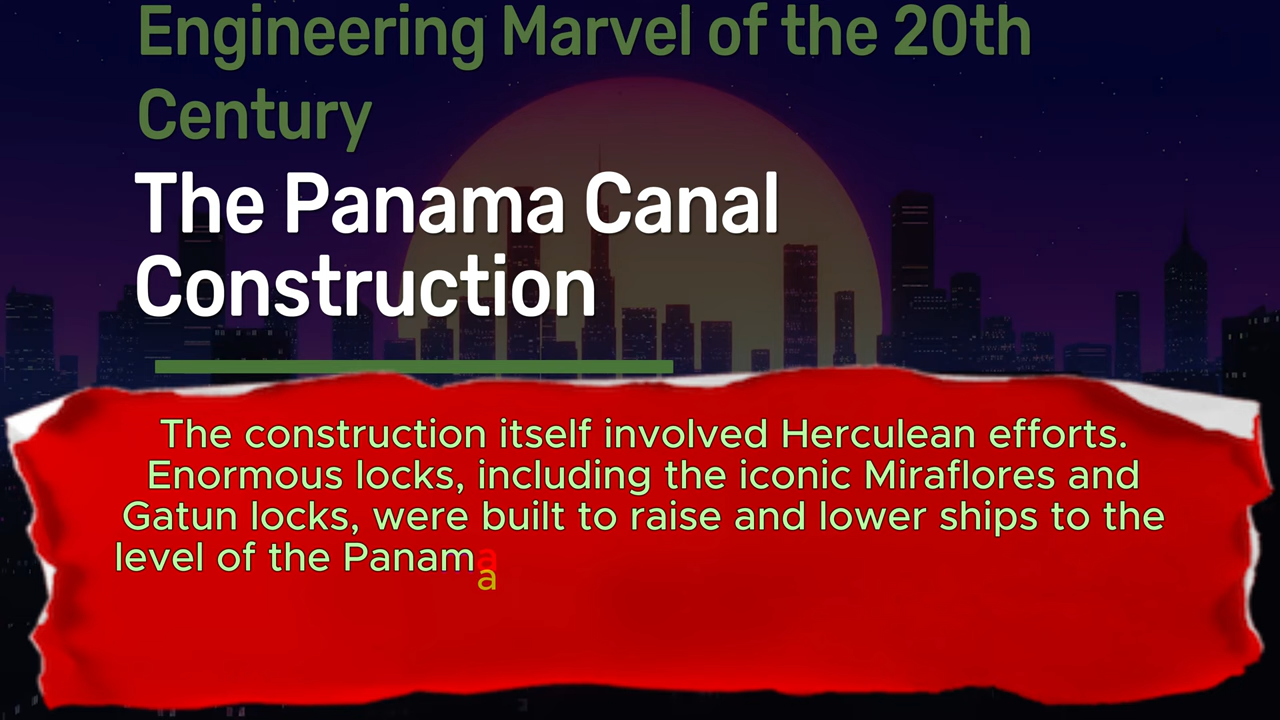 Engineering Marvel of the 20th
Century
The Panama Canal
Construction
The construction itself involved Herculean efforts.
Enormous locks, including the iconic Miraflores and
Gatun locks, were built to raise and lower ships to the
level of the Panama